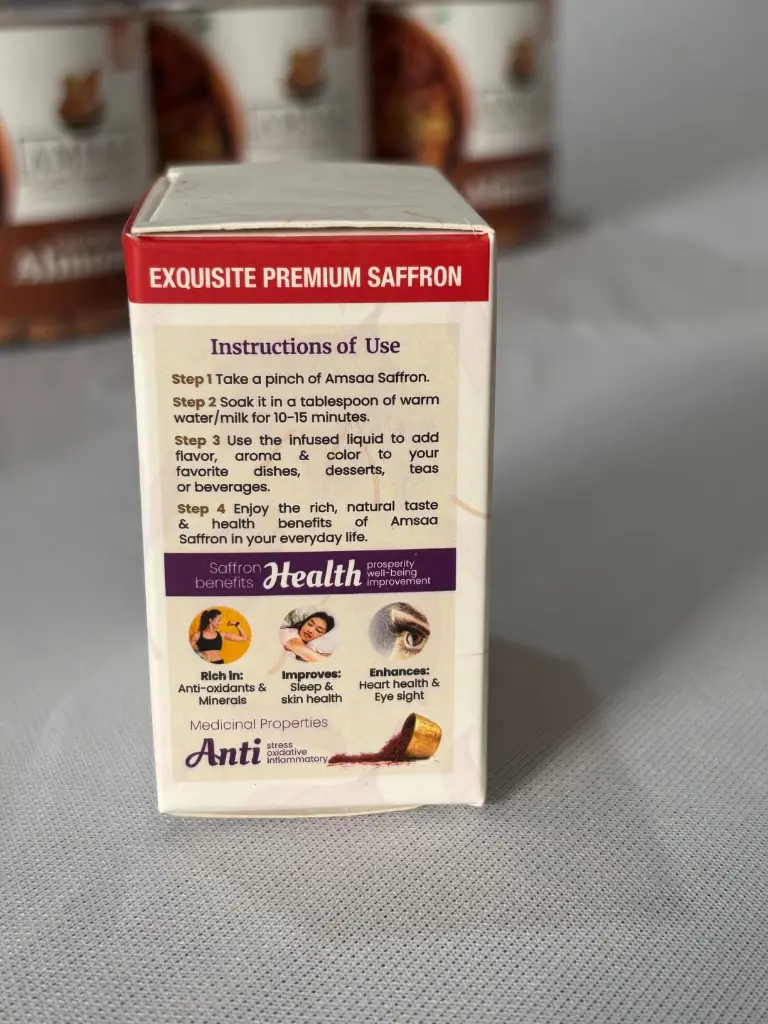 EXQUISITE PREMIUM SAFFRON
Instructions of Use
Step 1 Take a pinch of Amsaa Saffron.
Step 2 Soak it in a tablespoon of warm
water/milk for 10-15 minutes.
Step 3 Use the infused liquid to add
flavor, aroma & color to your
favorite dishes, desserts, teas
or beverages.
Step 4 Enjoy the rich, natural taste
& health benefits of Amsaa
Saffron in your everyday life.
Saffron benefits Health prosperity
well-being
improvement
Rich in:
Anti-oxidants &
Minerals
Improves:
Sleep &
skin health
Enhances:
Heart health &
Eye sight
Medicinal Properties
Anti stress
oxidative
inflammatory